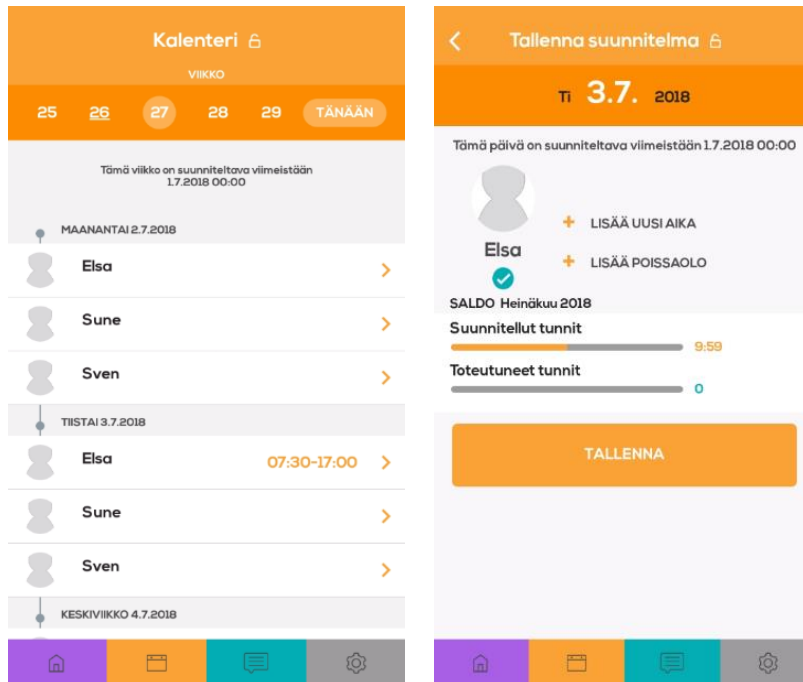 Kalenteri
VIIKKO
25 26 27 28 29 TÄNÄÄN
Tämä viikko on suunniteltava viimeistään
1.7.2018 00:00
MAANANTAI 2.7.2018
Elsa
Sune
Sven
TIISTAI 3.7.2018
Elsa 07:30-17:00
Sune
Sven
KESKIVIIKKO 4.7.2018
Tallenna suunnitelma
Ti 3.7. 2018
Tämä päivä on suunniteltava viimeistään 1.7.2018 00:00
+ LISÄÄ UUSI AIKA
Elsa
+ LISÄÄ POISSAOLO
SALDO Heinäkuu 2018
Suunnitellut tunnit
9:59
Toteutuneet tunnit
0
TALLENNA